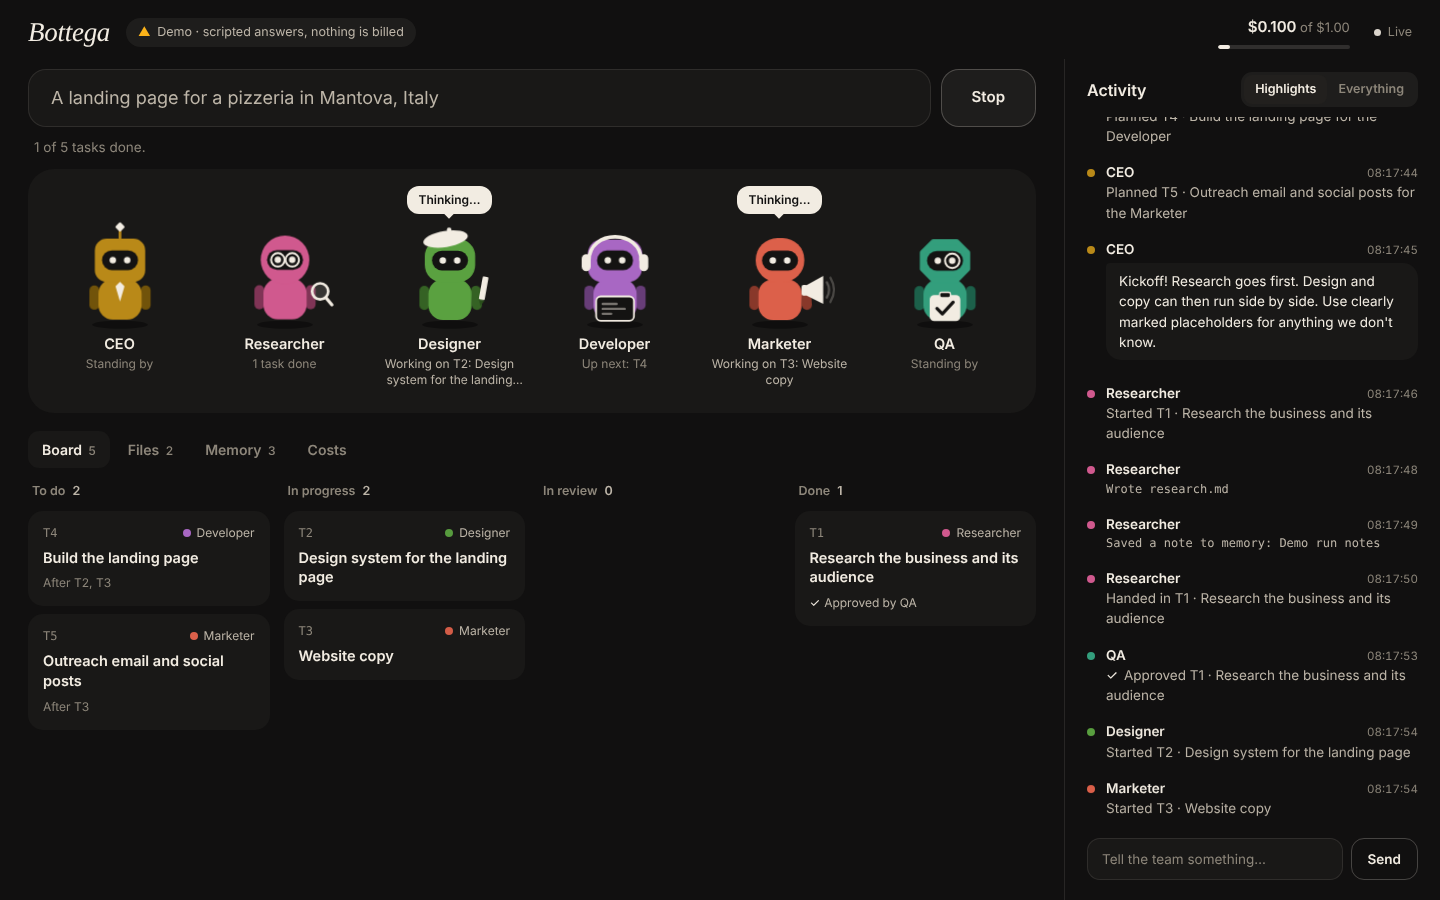 Bottega
Demo · scripted answers, nothing is billed
$0.100 of $1.00
Live
A landing page for a pizzeria in Mantova, Italy
Stop
1 of 5 tasks done.
Thinking...
Thinking...
CEO
Standing by
Researcher
1 task done
Designer
Working on T2: Design
system for the landing...
Developer
Up next: T4
Marketer
Working on T3: Website
copy
QA
Standing by
Board 5
Files 2
Memory 3
Costs
To do 2
T4
Developer
Build the landing page
After T2, T3
T5
Marketer
Outreach email and social
posts
After T3
In progress 2
T2
Designer
Design system for the landing
page
T3
Marketer
Website copy
In review 0
Done 1
T1
Researcher
Research the business and its
audience
✓ Approved by QA
Activity
Highlights
Everything
Planned T4 · Build the landing page for the
Developer
CEO
08:17:44
Planned T5 · Outreach email and social posts for
the Marketer
CEO
08:17:45
Kickoff! Research goes first. Design and
copy can then run side by side. Use clearly
marked placeholders for anything we don't
know.
Researcher
08:17:46
Started T1 · Research the business and its
audience
Researcher
08:17:48
Wrote research.md
Researcher
08:17:49
Saved a note to memory: Demo run notes
Researcher
08:17:50
Handed in T1 · Research the business and its
audience
QA
08:17:53
✓ Approved T1 · Research the business and its
audience
Designer
08:17:54
Started T2 · Design system for the landing page
Marketer
08:17:54
Started T3 · Website copy
Tell the team something...
Send